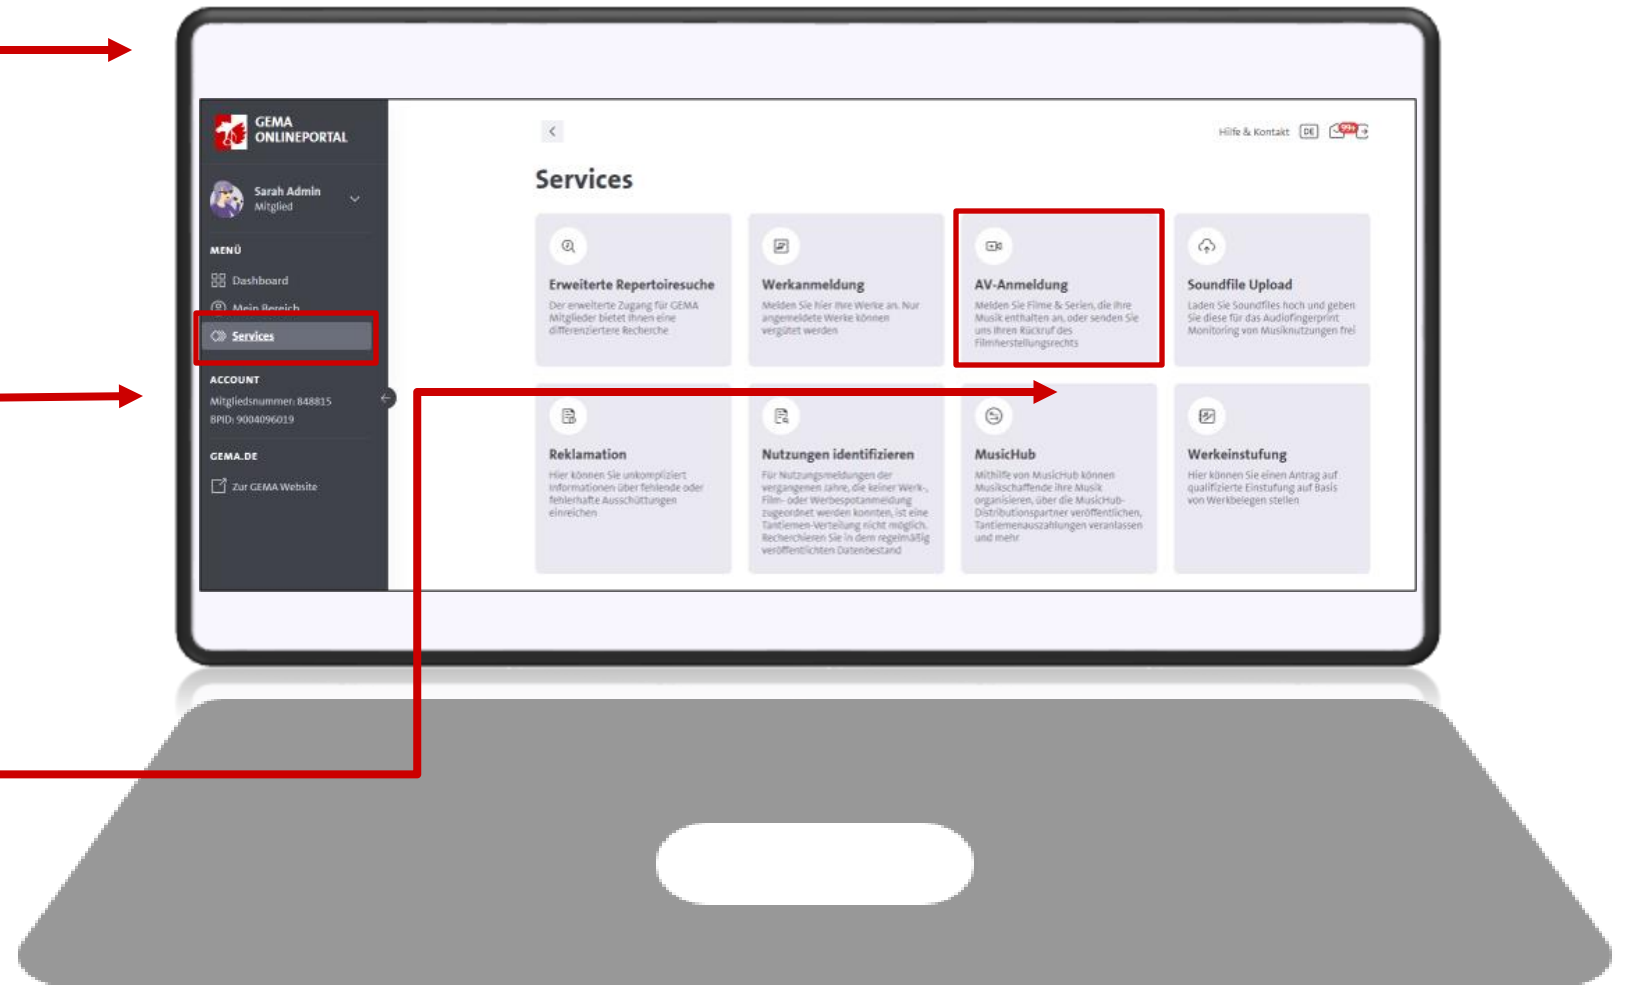 GEMA
ONLINEPORTAL
Sarah Admin
Mitglied
MENÜ
Dashboard
Mein Bereich
Services
ACCOUNT
Mitgliedsnummer: 848815
BPID: 9004096019
GEMA.DE
Zur GEMA Website
Hilfe & Kontakt DE 99+
Services
Erweiterte Repertoiresuche
Der erweiterte Zugang für GEMA
Mitglieder bietet Ihnen eine
differenziertere Recherche
Werkanmeldung
Melden Sie hier Ihre Werke an. Nur
angemeldete Werke können
vergütet werden
AV-Anmeldung
Melden Sie Filme & Serien, die Ihre
Musik enthalten an, oder senden Sie
uns Ihren Rückruf des
Filmherstellungsrechts
Soundfile Upload
Laden Sie Soundfiles hoch und geben
Sie diese für das Audiofingerprint
Monitoring von Musiknutzungen frei
Reklamation
Hier können Sie unkompliziert
Informationen über fehlende oder
fehlerhafte Ausschüttungen
einreichen
Nutzungen identifizieren
Für Nutzungsmeldungen der
vergangenen Jahre, die keiner Werk-,
Film- oder Werbespotanmeldung
zugeordnet werden konnten, ist eine
Tantiemen-Verteilung nicht möglich.
Recherchieren Sie in dem regelmäßig
veröffentlichten Datenbestand
MusicHub
Mithilfe von MusicHub können
Musikschaffende ihre Musik
organisieren, über die MusicHub-
Distributionspartner veröffentlichen,
Tantiemenauszahlungen veranlassen
und mehr
Werkeinstufung
Hier können Sie einen Antrag auf
qualifizierte Einstufung auf Basis
von Werkbelegen stellen